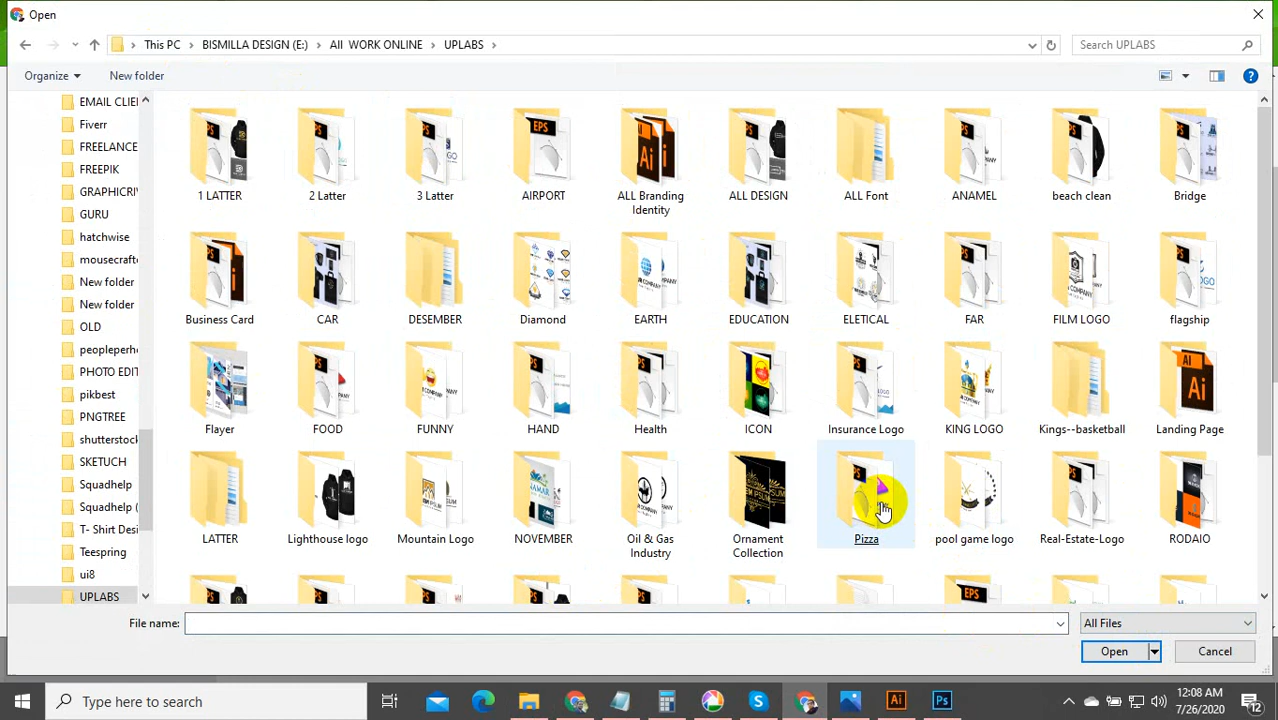 Open
This PC > BISMILLA DESIGN (E:) > All WORK ONLINE > UPLABS >
Search UPLABS
Organize
New folder
EMAIL CLIE
Fiverr
FREELANCE
FREEPIK
GRAPHICRIV
GURU
hatchwise
mousecrafte
New folder
New folder
OLD
peopleperho
PHOTO EDIT
pikbest
PNGTREE
shutterstock
SKETUCH
Squadhelp
Squadhelp (
T- Shirt Desi
Teespring
ui8
UPLABS
1 LATTER
2 Latter
3 Latter
AIRPORT
ALL Branding
Identity
ALL DESIGN
ALL Font
ANAMEL
beach clean
Bridge
Business Card
CAR
DESEMBER
Diamond
EARTH
EDUCATION
ELETICAL
FAR
FILM LOGO
flagship
Flayer
FOOD
FUNNY
HAND
Health
ICON
Insurance Logo
KING LOGO
Kings--basketball
Landing Page
LATTER
Lighthouse logo
Mountain Logo
NOVEMBER
Oil & Gas
Industry
Ornament
Collection
Pizza
pool game logo
Real-Estate-Logo
RODAIO
File name:
All Files
Open
Cancel
Type here to search
12:08 AM
7/26/2020
12